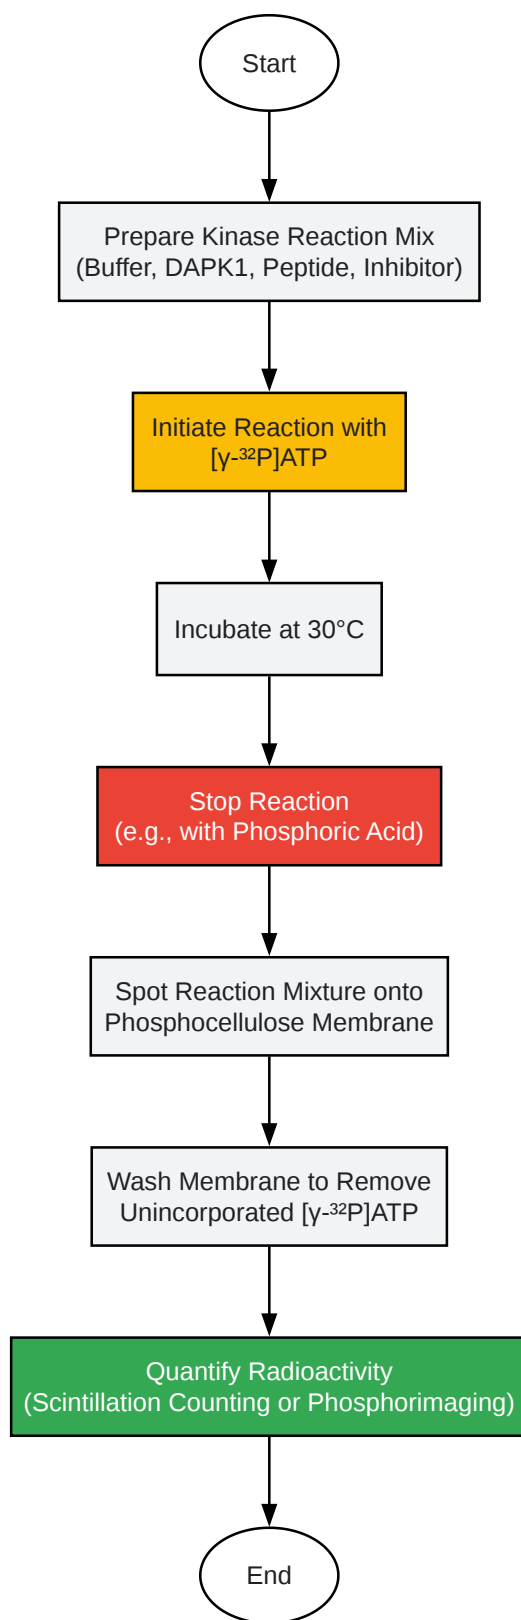 Start
Prepare Kinase Reaction Mix
(Buffer, DAPK1, Peptide, Inhibitor)
Initiate Reaction with
[γ-³²P]ATP
Incubate at 30°C
Stop Reaction
(e.g., with Phosphoric Acid)
Spot Reaction Mixture onto
Phosphocellulose Membrane
Wash Membrane to Remove
Unincorporated [γ-³²P]ATP
Quantify Radioactivity
(Scintillation Counting or Phosphorimaging)
End